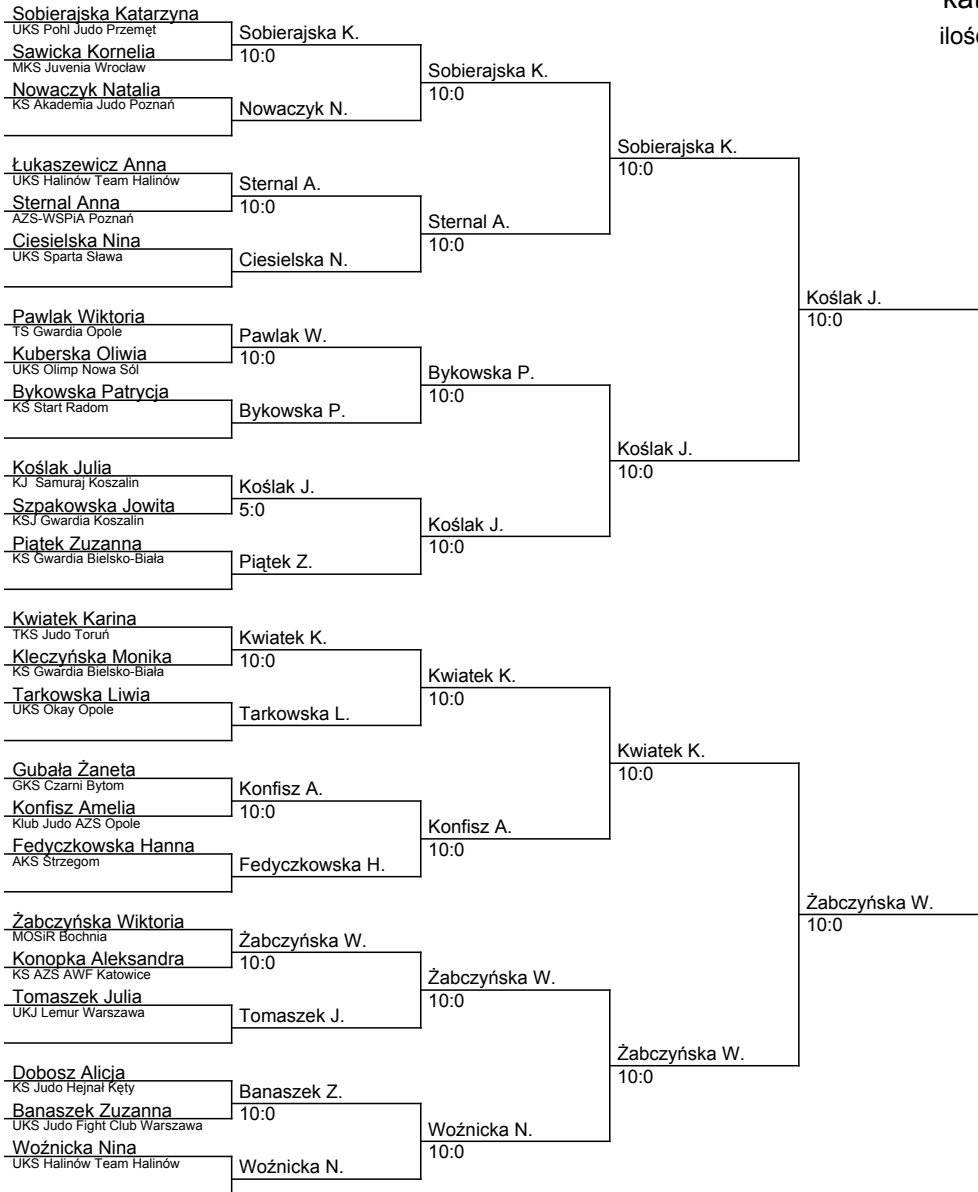 Sobierajska Katarzyna
UKS Pohl Judo Przemęt
Sawicka Kornelia
MKS Juvenia Wrocław
Nowaczyk Natalia
KS Akademia Judo Poznań
Łukaszewicz Anna
UKS Halinów Team Halinów
Sternal Anna
AZS-WSPiA Poznań
Ciesielska Nina
UKS Sparta Sława
Pawlak Wiktoria
TS Gwardia Opole
Kuberska Oliwia
UKS Olimp Nowa Sól
Bykowska Patrycja
KS Start Radom
Koślak Julia
KJ Samuraj Koszalin
Szpakowska Jowita
KSJ Gwardia Koszalin
Piątek Zuzanna
KS Gwardia Bielsko-Biała
Kwiatek Karina
TKS Judo Toruń
Kleczyńska Monika
KS Gwardia Bielsko-Biała
Tarkowska Liwia
UKS Okay Opole
Gubała Żaneta
GKS Czarni Bytom
Konfisz Amelia
Klub Judo AZS Opole
Fedyczkowska Hanna
AKS Strzegom
Żabczyńska Wiktoria
MOSiR Bochnia
Konopka Aleksandra
KS AZS AWF Katowice
Tomaszek Julia
UKJ Lemur Warszawa
Dobosz Alicja
KS Judo Hejnał Kęty
Banaszek Zuzanna
UKS Judo Fight Club Warszawa
Woźnicka Nina
UKS Halinów Team Halinów
Sobierajska K.
10:0
Nowaczyk N.
Sternal A.
10:0
Ciesielska N.
Pawlak W.
10:0
Bykowska P.
Koślak J.
5:0
Piątek Z.
Kwiatek K.
10:0
Tarkowska L.
Konfisz A.
10:0
Fedyczkowska H.
Żabczyńska W.
10:0
Tomaszek J.
Banaszek Z.
10:0
Woźnicka N.
Sobierajska K.
10:0
Sternal A.
10:0
Bykowska P.
10:0
Koślak J.
10:0
Kwiatek K.
10:0
Konfisz A.
10:0
Żabczyńska W.
10:0
Woźnicka N.
10:0
Sobierajska K.
10:0
Koślak J.
10:0
Kwiatek K.
10:0
Żabczyńska W.
10:0
Koślak J.
10:0
Żabczyńska W.
10:0